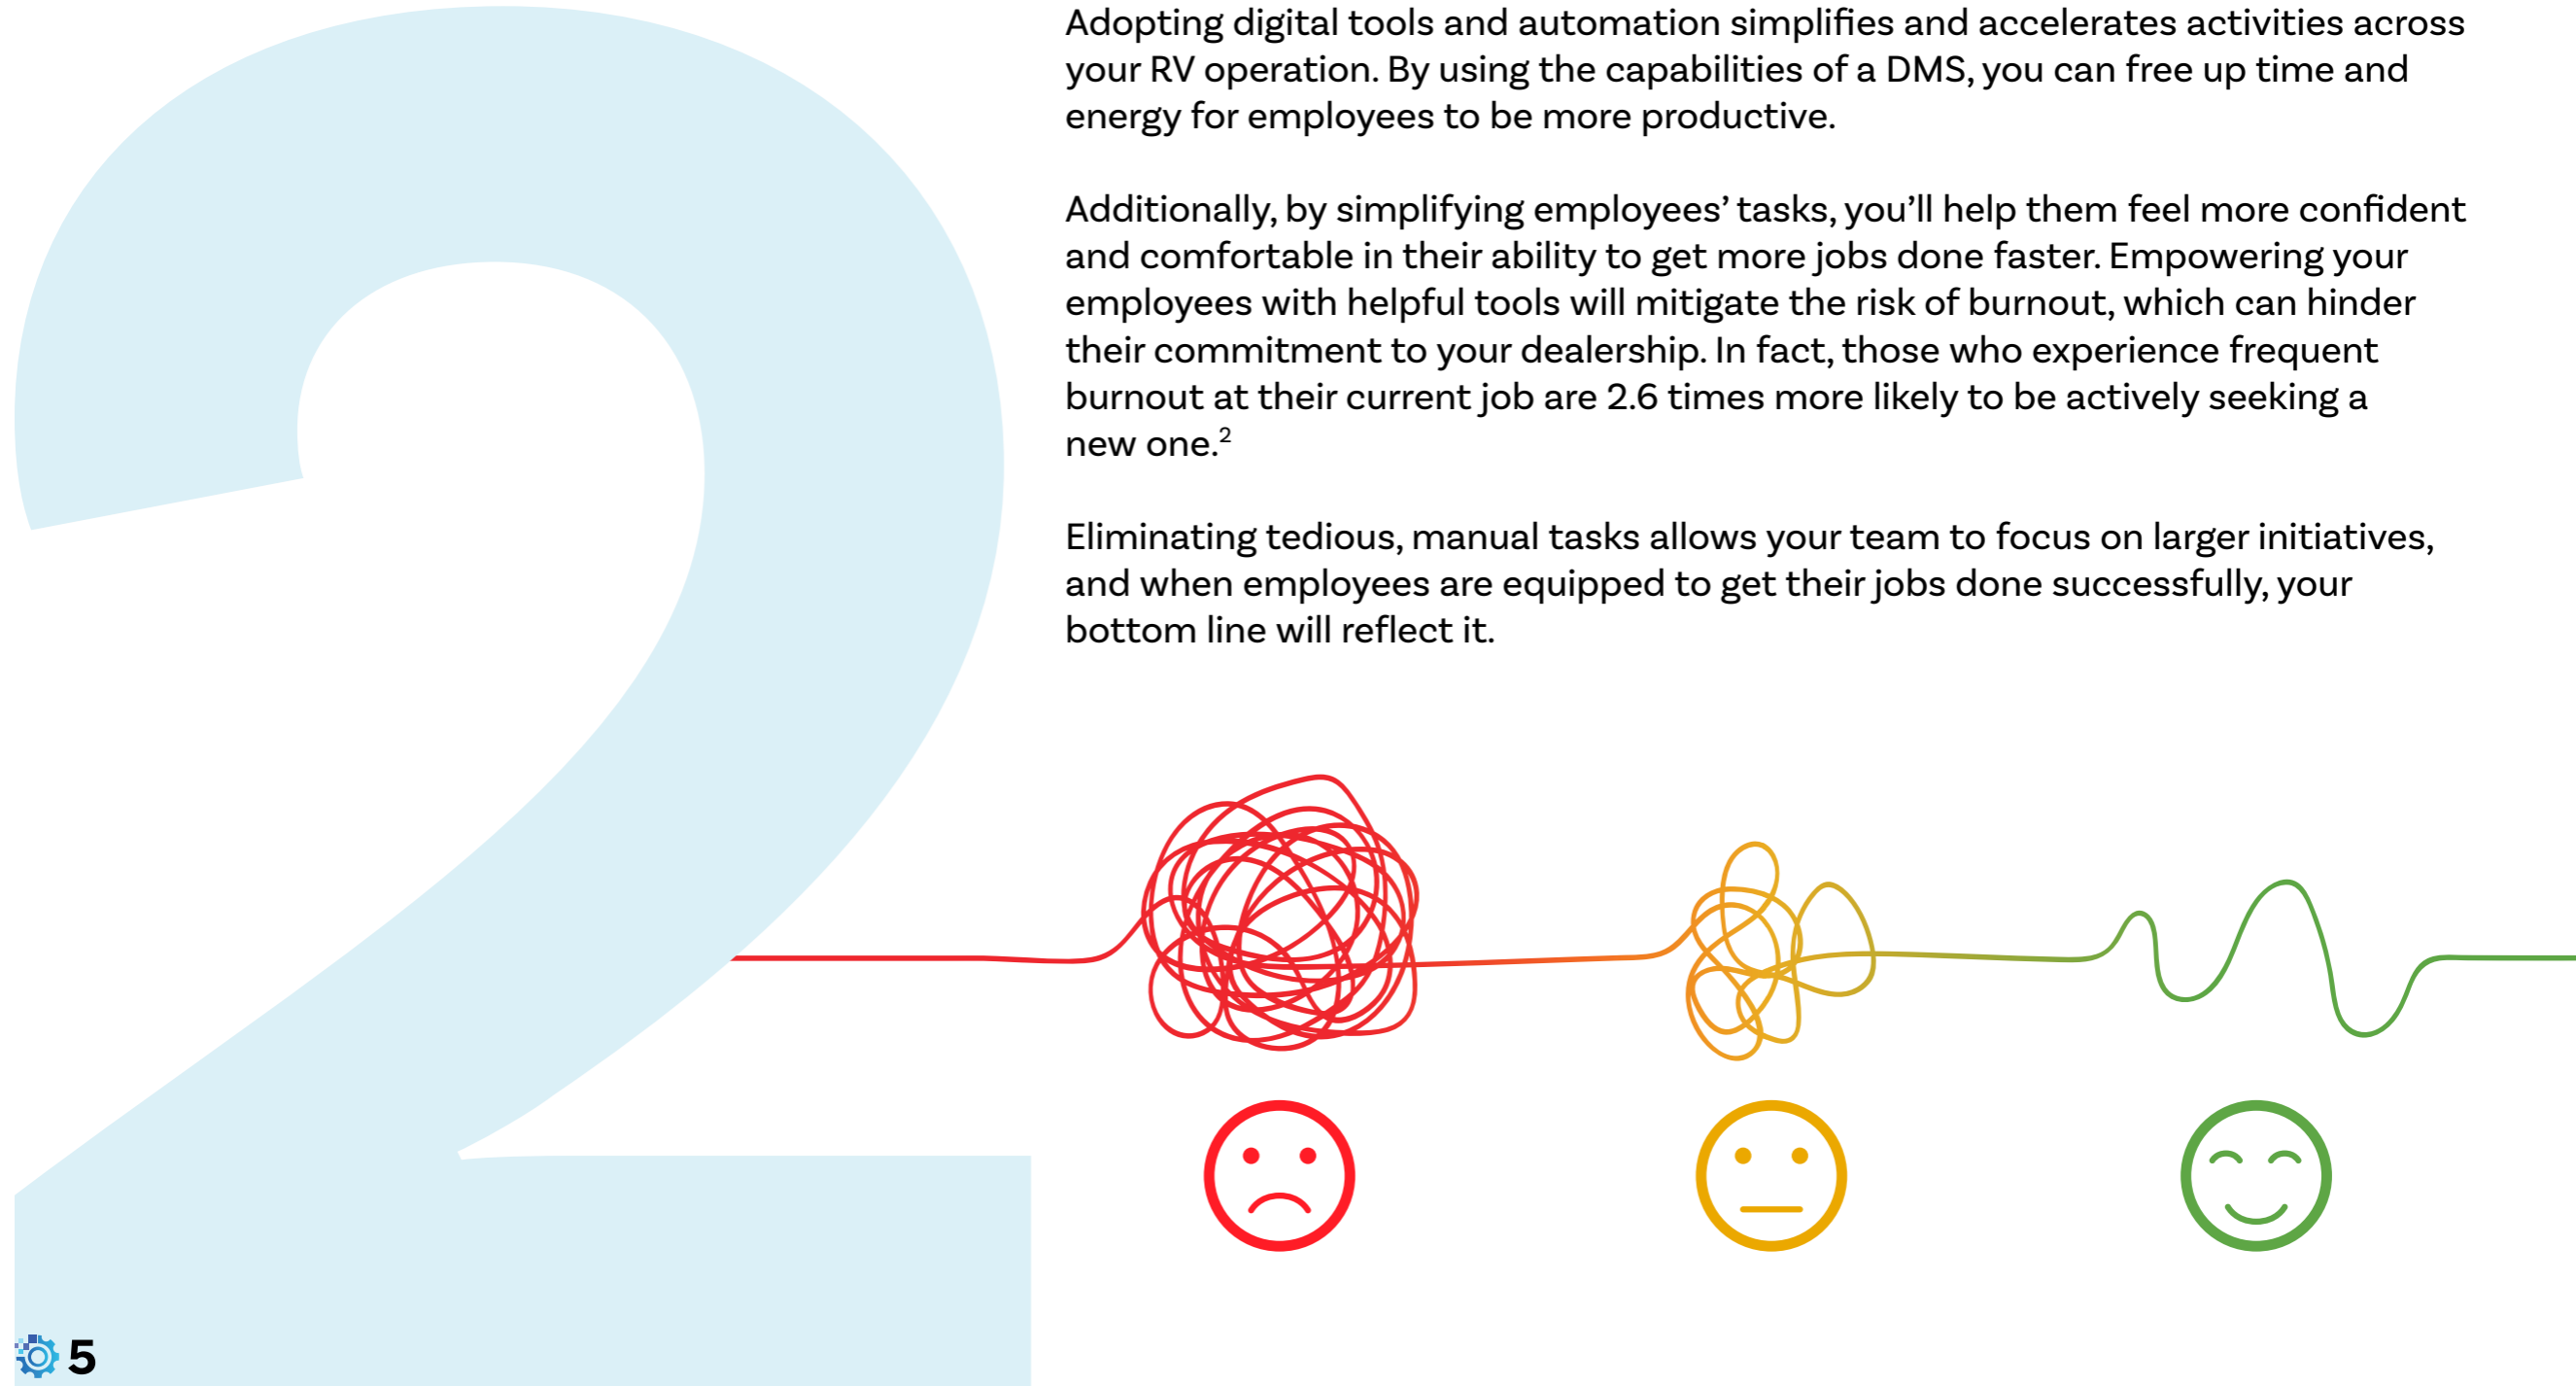 2
Adopting digital tools and automation simplifies and accelerates activities across
your RV operation. By using the capabilities of a DMS, you can free up time and
energy for employees to be more productive.
Additionally, by simplifying employees’ tasks, you’ll help them feel more confident
and comfortable in their ability to get more jobs done faster. Empowering your
employees with helpful tools will mitigate the risk of burnout, which can hinder
their commitment to your dealership. In fact, those who experience frequent
burnout at their current job are 2.6 times more likely to be actively seeking a
new one.²
Eliminating tedious, manual tasks allows your team to focus on larger initiatives,
and when employees are equipped to get their jobs done successfully, your
bottom line will reflect it.
5